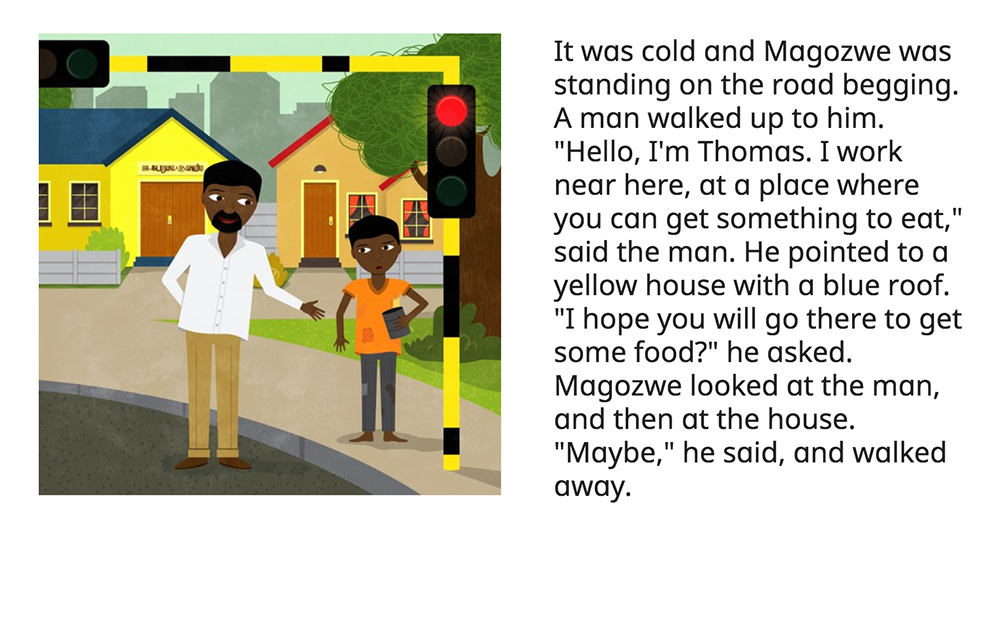 It was cold and Magozwe was
standing on the road begging.
A man walked up to him.
"Hello, I'm Thomas. I work
near here, at a place where
you can get something to eat,"
said the man. He pointed to a
yellow house with a blue roof.
"I hope you will go there to get
some food?" he asked.
Magozwe looked at the man,
and then at the house.
"Maybe," he said, and walked
away.